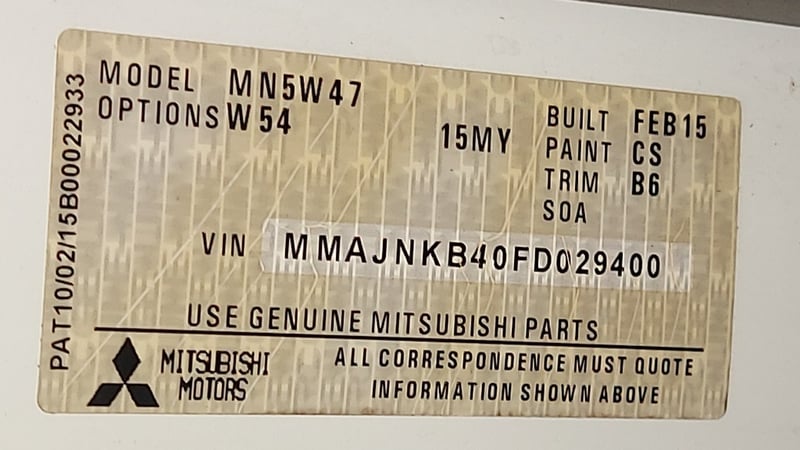 MODEL MN5W47
OPTIONS W54
15MY
BUILT FEB15
PAINT CS
TRIM B6
SOA
VIN MMAJNKB40FD029400
USE GENUINE MITSUBISHI PARTS
MITSUBISHI
MOTORS
ALL CORRESPONDENCE MUST QUOTE
INFORMATION SHOWN ABOVE
PAT10/02/15B00022933